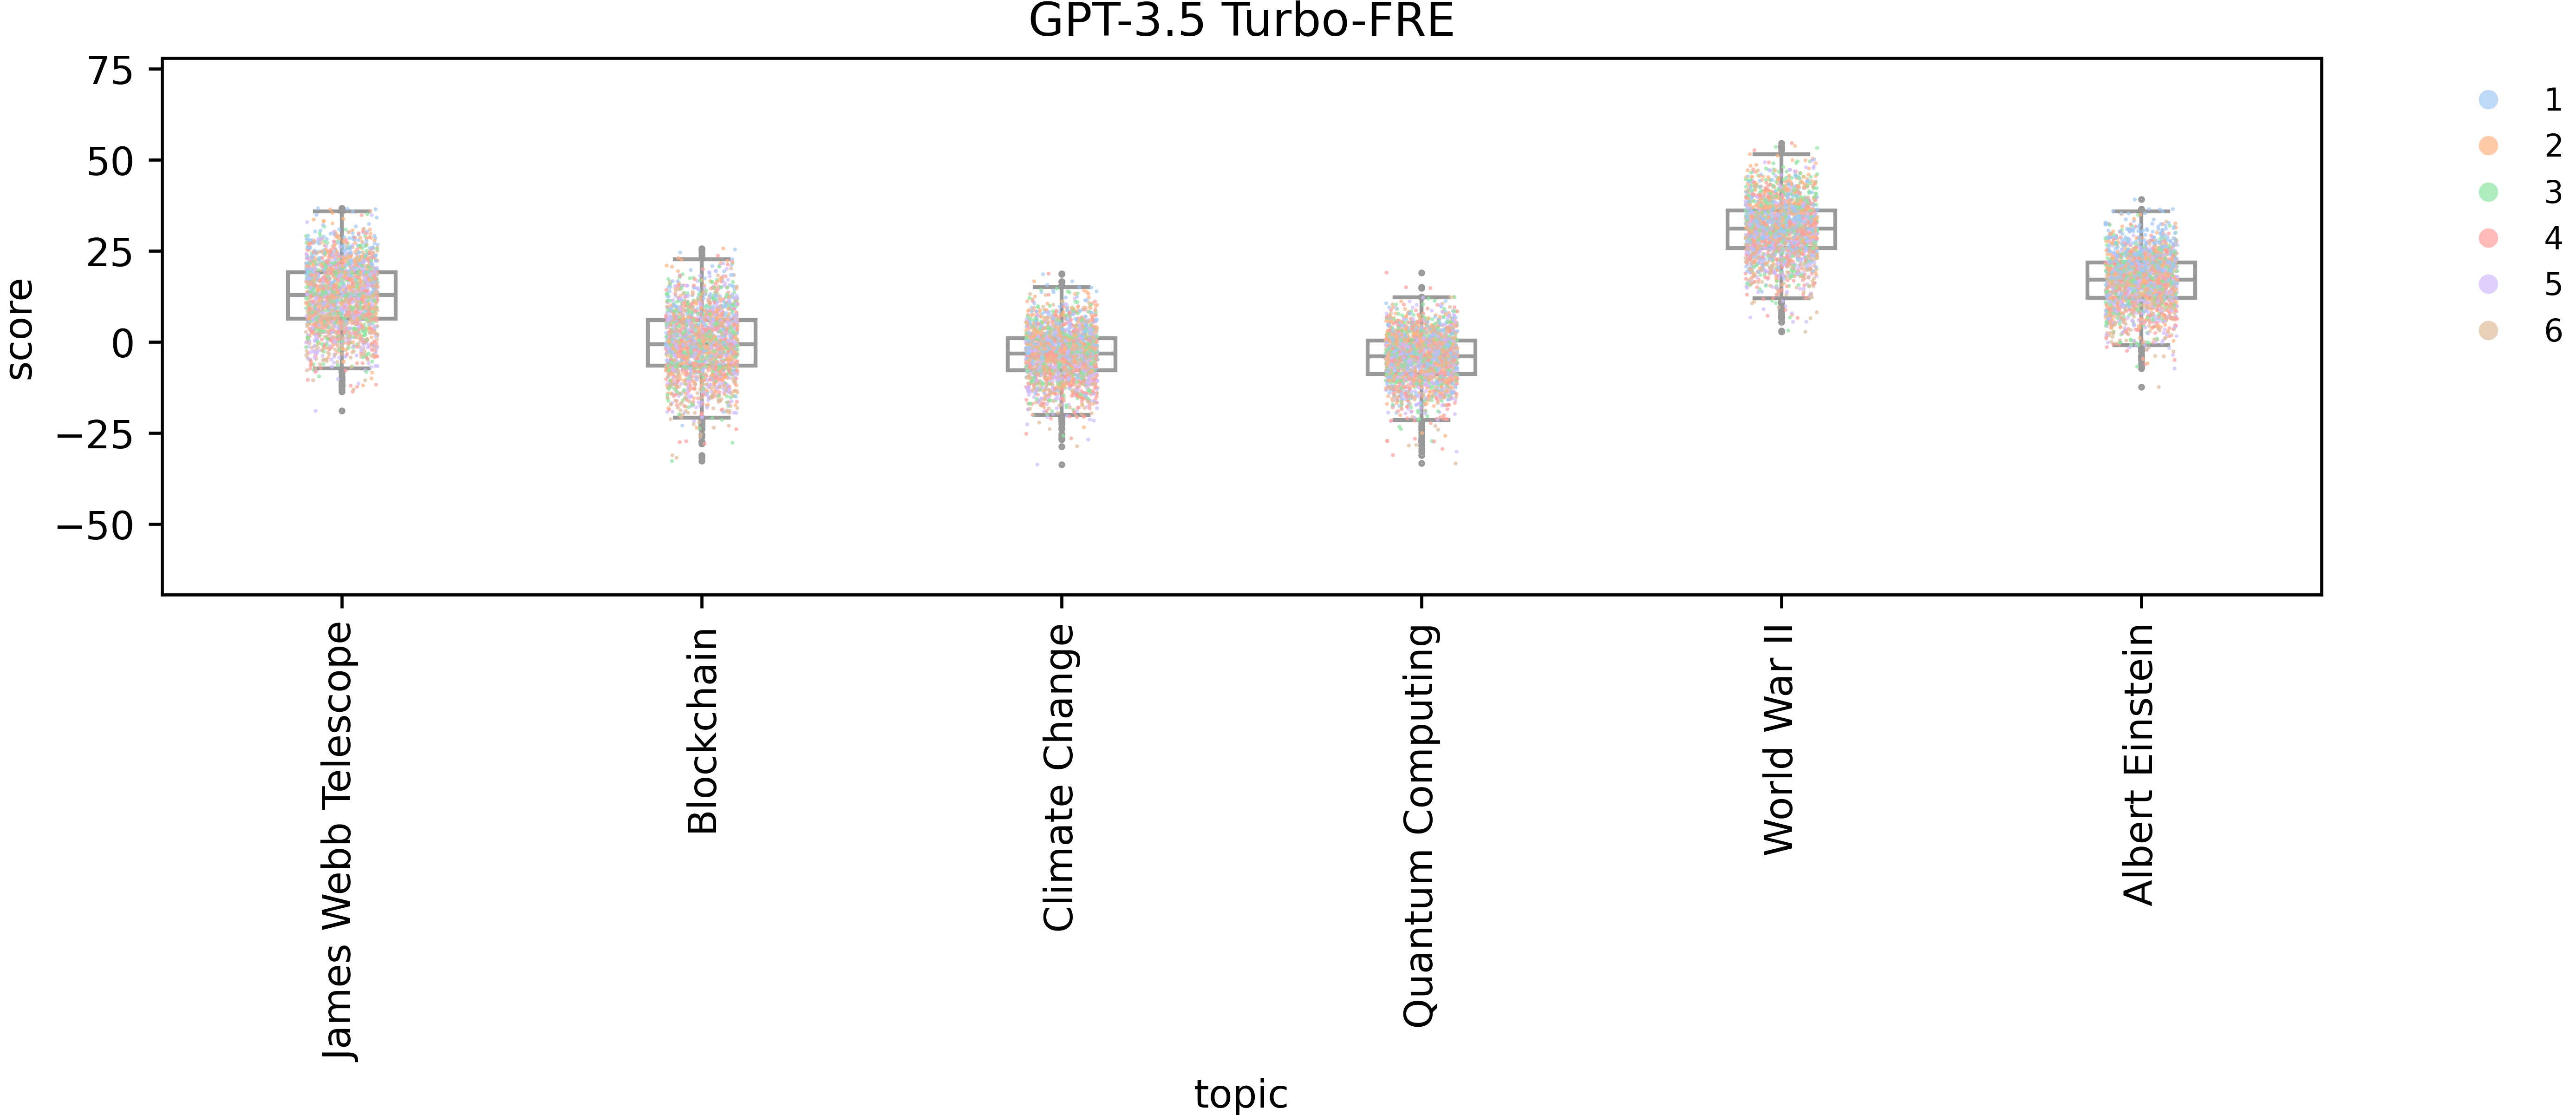 GPT-3.5 Turbo-FRE
75
50
25
0
−25
−50
score
1
2
3
4
5
6
James Webb Telescope
Blockchain
Climate Change
Quantum Computing
World War II
Albert Einstein
topic